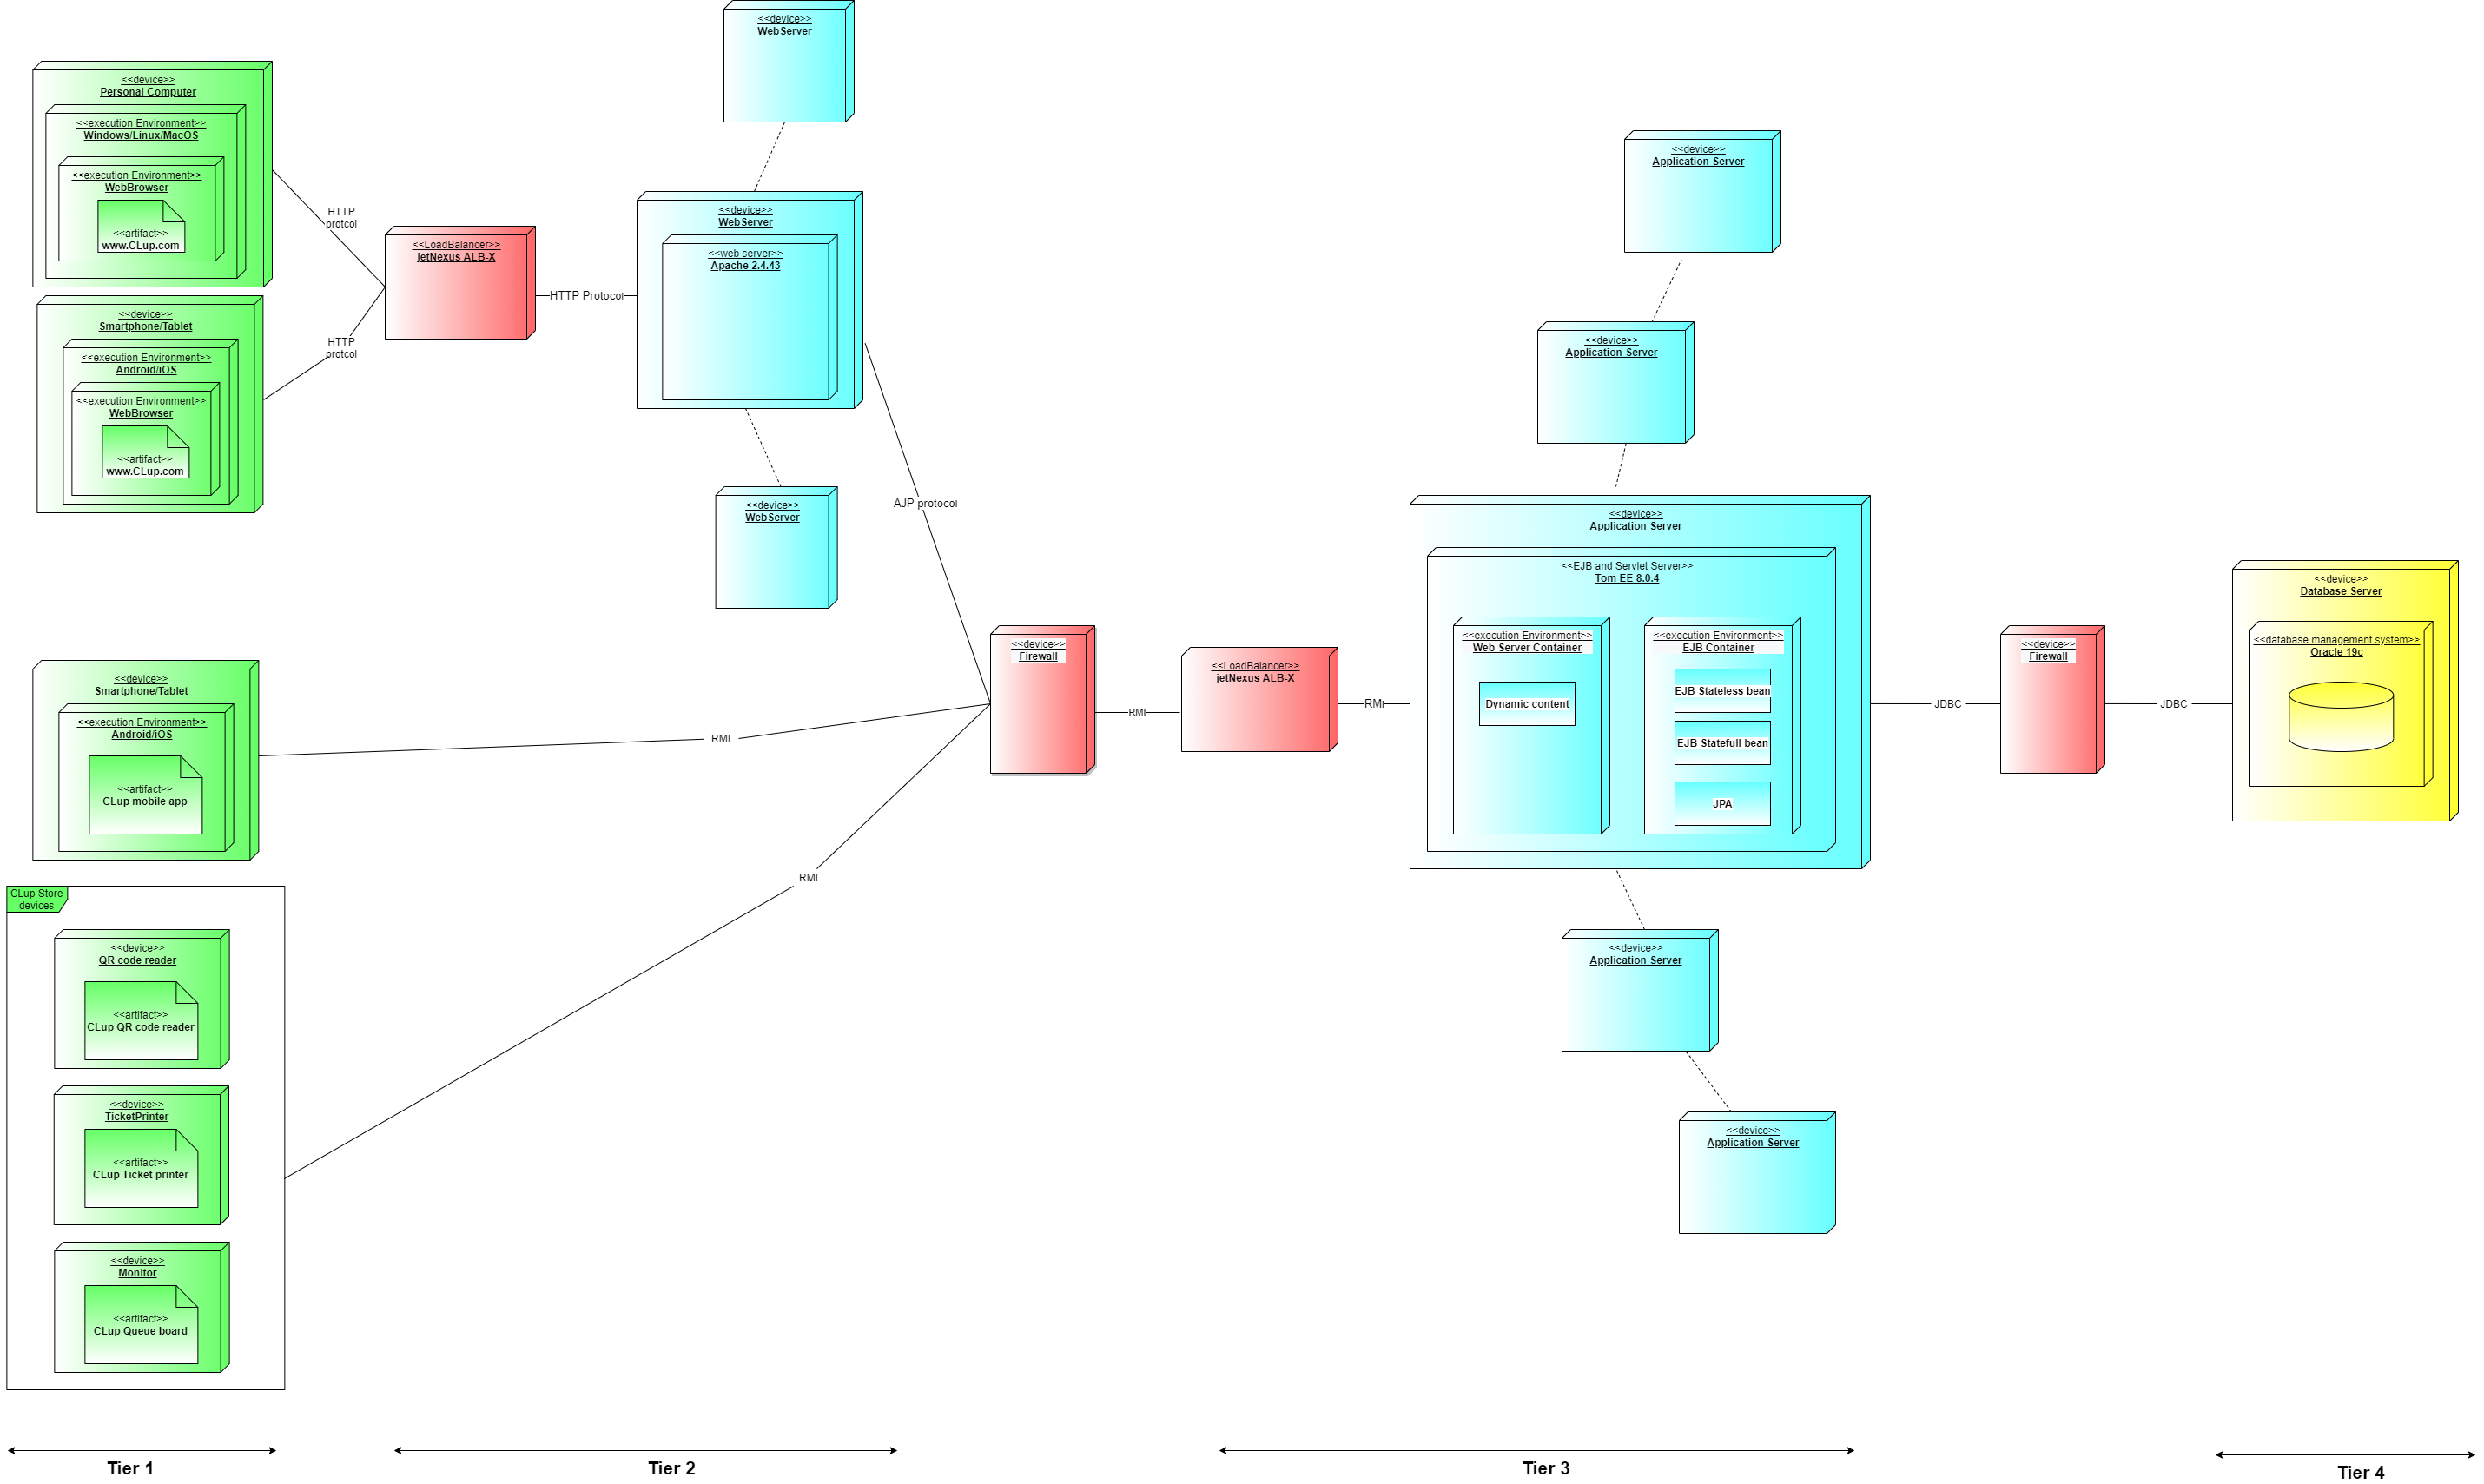 <<device>>
Personal Computer
<<execution Environment>>
Windows/Linux/MacOS
<<execution Environment>>
WebBrowser
<<artifact>>
www.CLup.com
<<device>>
Smartphone/Tablet
<<execution Environment>>
Android/iOS
<<execution Environment>>
WebBrowser
<<artifact>>
www.CLup.com
HTTP
protcol
HTTP
protcol
<<LoadBalancer>>
jetNexus ALB-X
HTTP Protocol
<<device>>
WebServer
<<device>>
WebServer
<<web server>>
Apache 2.4.43
<<device>>
WebServer
AJP protocol
<<device>>
Smartphone/Tablet
<<execution Environment>>
Android/iOS
<<artifact>>
CLup mobile app
RMI
CLup Store
devices
<<device>>
QR code reader
<<artifact>>
CLup QR code reader
<<device>>
TicketPrinter
<<artifact>>
CLup Ticket printer
<<device>>
Monitor
<<artifact>>
CLup Queue board
RMI
<<device>>
Firewall
RMI
<<LoadBalancer>>
jetNexus ALB-X
RMI
<<device>>
Application Server
<<device>>
Application Server
<<device>>
Application Server
<<EJB and Servlet Server>>
Tom EE 8.0.4
<<execution Environment>>
Web Server Container
Dynamic content
<<execution Environment>>
EJB Container
EJB Stateless bean
EJB Statefull bean
JPA
<<device>>
Application Server
<<device>>
Application Server
JDBC
<<device>>
Firewall
JDBC
<<device>>
Database Server
<<database management system>>
Oracle 19c
Tier 1
Tier 2
Tier 3
Tier 4